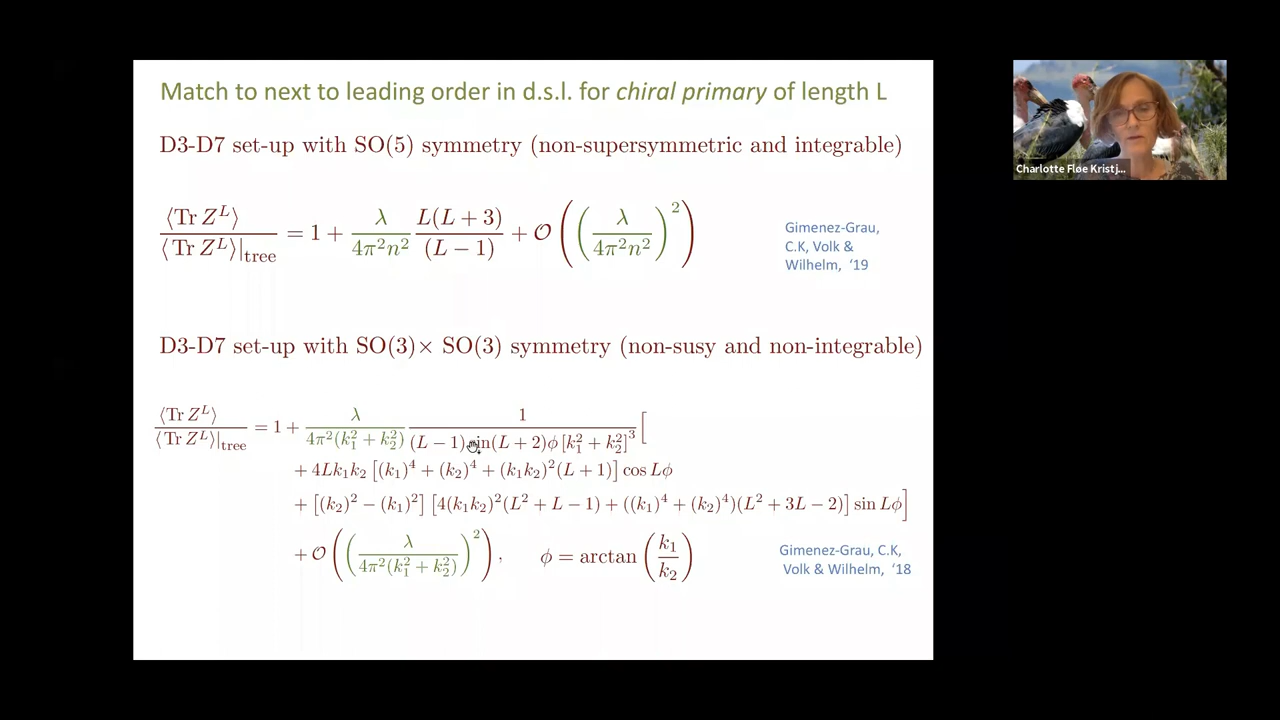 Match to next to leading order in d.s.l. for chiral primary of length L
D3-D7 set-up with SO(5) symmetry (non-supersymmetric and integrable)
⟨Tr Z^L⟩ / ⟨Tr Z^L⟩|_tree = 1 + λ/(4π²n²) L(L + 3)/(L − 1) + O((λ/(4π²n²))²)
Gimenez-Grau,
C.K, Volk &
Wilhelm, ‘19
D3-D7 set-up with SO(3)× SO(3) symmetry (non-susy and non-integrable)
⟨Tr Z^L⟩ / ⟨Tr Z^L⟩|_tree = 1 + λ/(4π²(k₁² + k₂²)) 1/((L − 1) sin(L + 2)φ [k₁² + k₂²]³) [
+ 4Lk₁k₂ [(k₁)⁴ + (k₂)⁴ + (k₁k₂)²(L + 1)] cos Lφ
+ [(k₂)² − (k₁)²] [4(k₁k₂)²(L² + L − 1) + ((k₁)⁴ + (k₂)⁴)(L² + 3L − 2)] sin Lφ]
+ O((λ/(4π²(k₁² + k₂²)))²), φ = arctan(k₁/k₂)
Gimenez-Grau, C.K,
Volk & Wilhelm, ‘18
Charlotte Fløe Kristj...